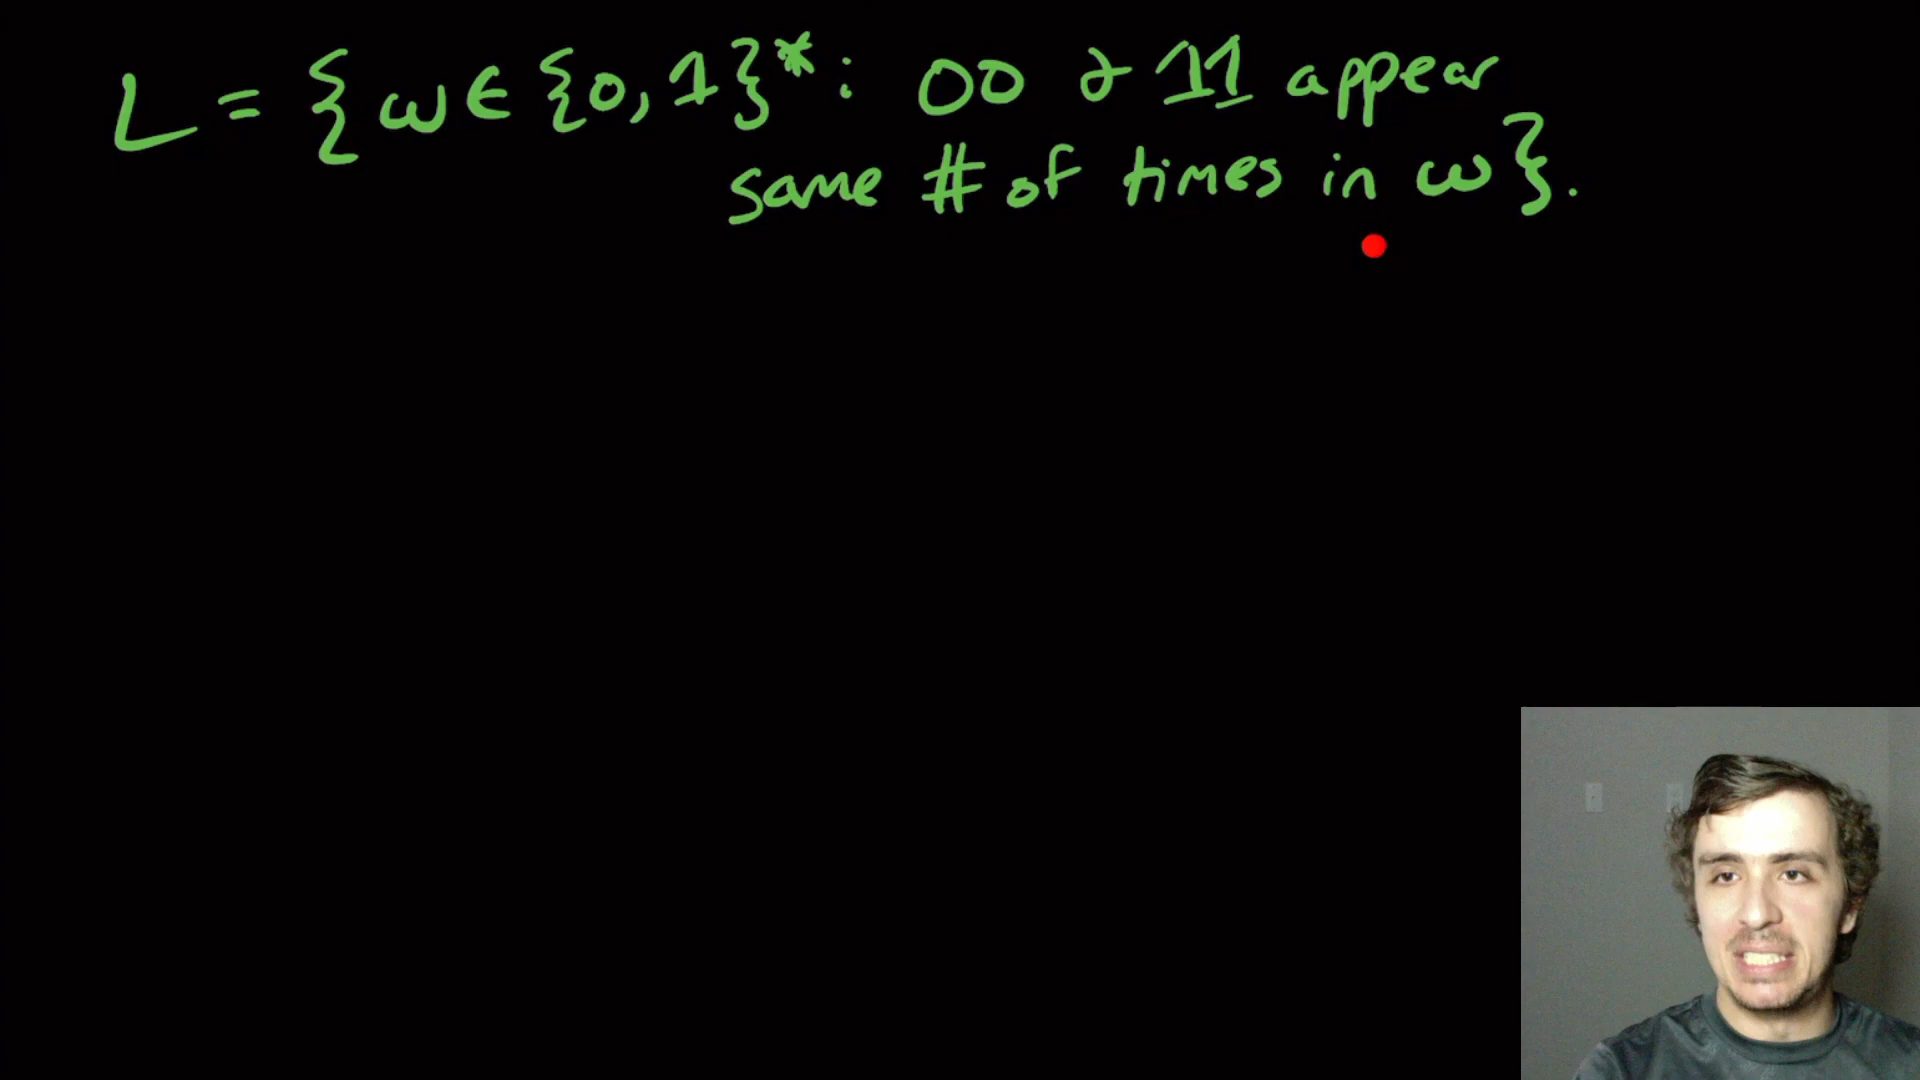 L = {ω ∈ {0,1}*: 00 & 11 appear
same # of times in ω}.